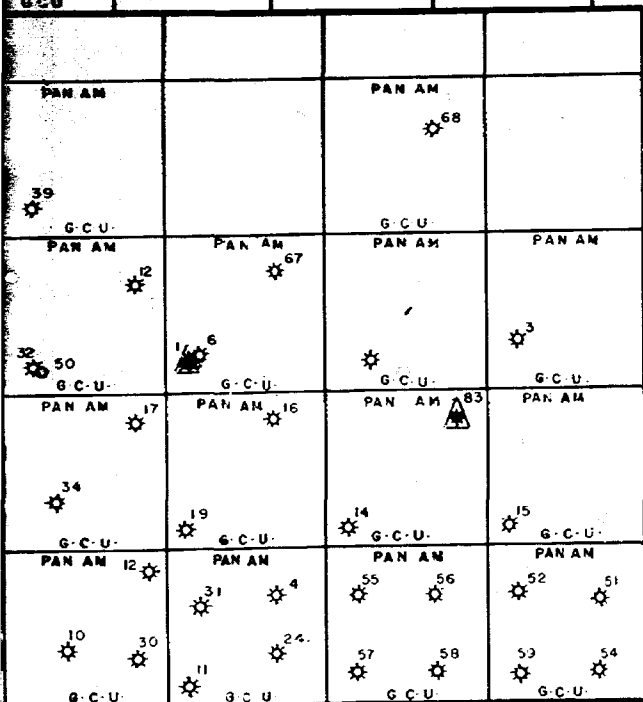 G.C.U
PAN AM
PAN AM
68
39
G.C.U.
G.C.U.
PAN AM
PAN AM
PAN AM
PAN AM
12
67
6
3
32
50
G.C.U.
G.C.U.
G.C.U.
G.C.U.
PAN AM
PAN AM
PAN AM
PAN AM
17
16
83
34
19
14
15
G.C.U.
G.C.U.
G.C.U.
G.C.U.
PAN AM
PAN AM
PAN AM
PAN AM
12
31
4
55
56
52
51
10
30
24
11
57
58
59
54
G.C.U.
G.C.U
G.C.U
G.C.U.